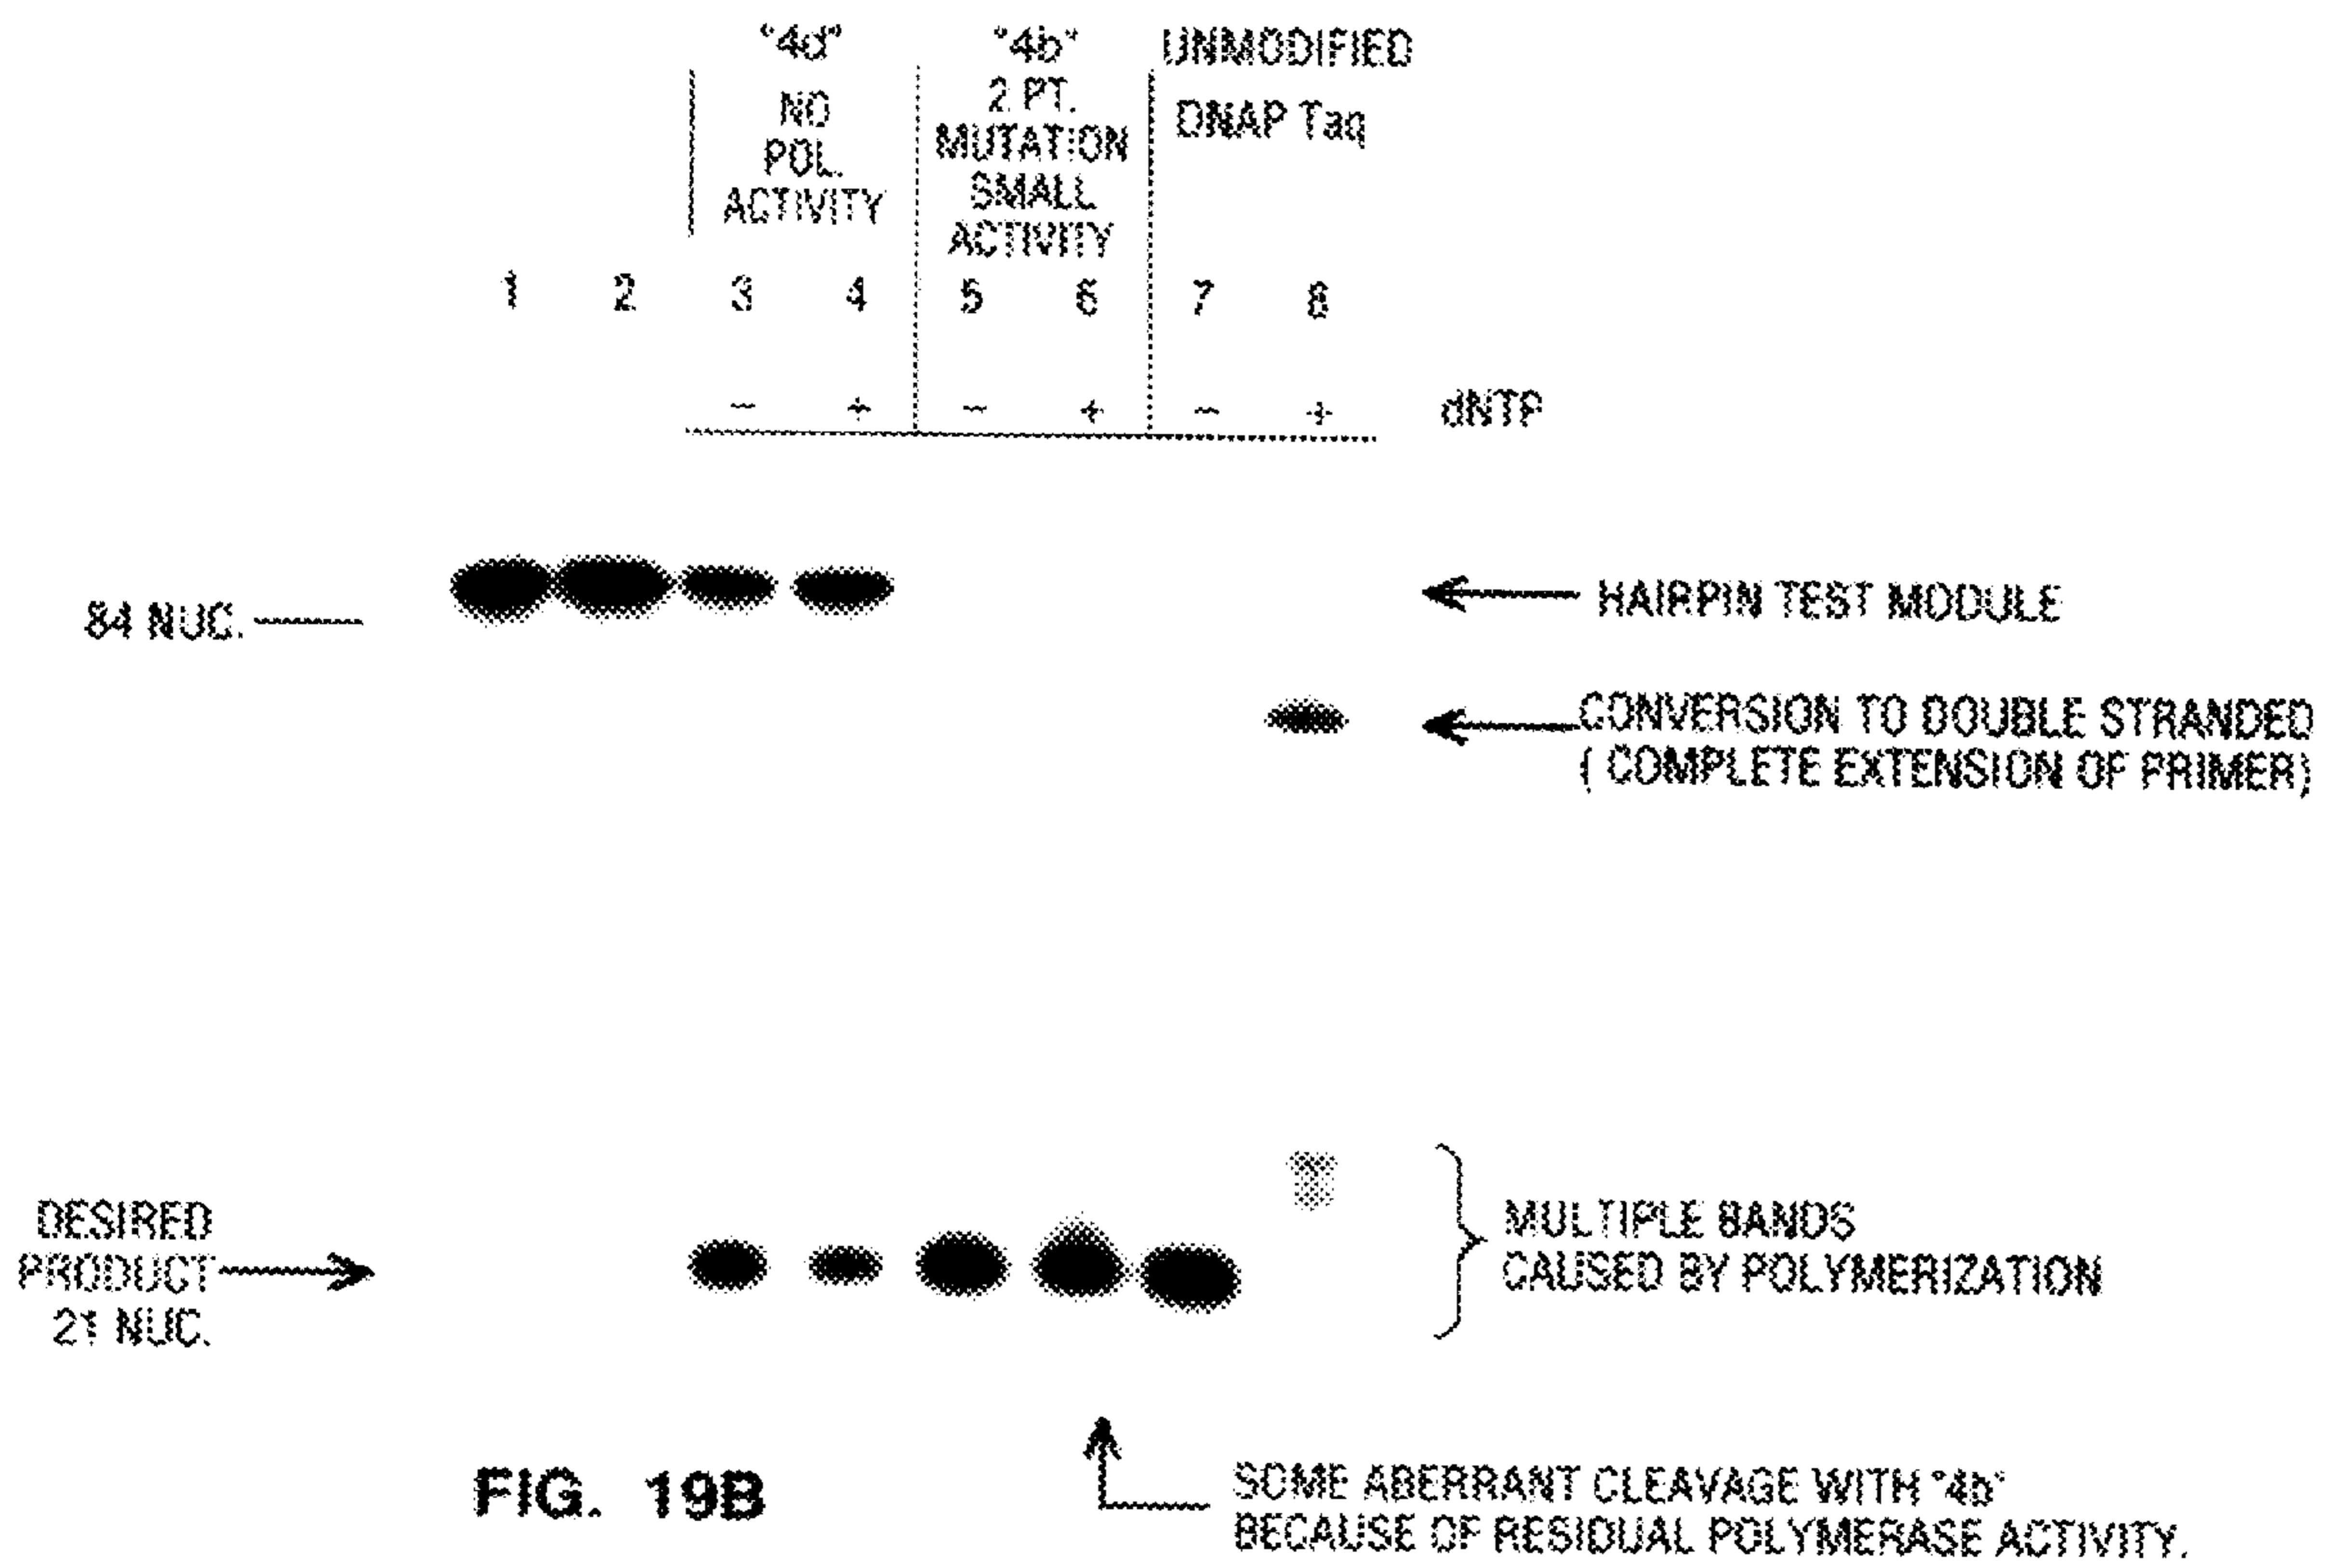 "4d"
NO
POL.
ACTIVITY
"4b"
2 PT.
MUTATION
SMALL
ACTIVITY
UNMODIFIED
DNAP Taq
1 2 3 4 5 6 7 8
− + − + − + dNTP
84 NUC.
HAIRPIN TEST MODULE
CONVERSION TO DOUBLE STRANDED
( COMPLETE EXTENSION OF PRIMER)
DESIRED
PRODUCT
21 NUC.
MULTIPLE BANDS
CAUSED BY POLYMERIZATION
SOME ABERRANT CLEAVAGE WITH "4b"
BECAUSE OF RESIDUAL POLYMERASE ACTIVITY.
FIG. 19B